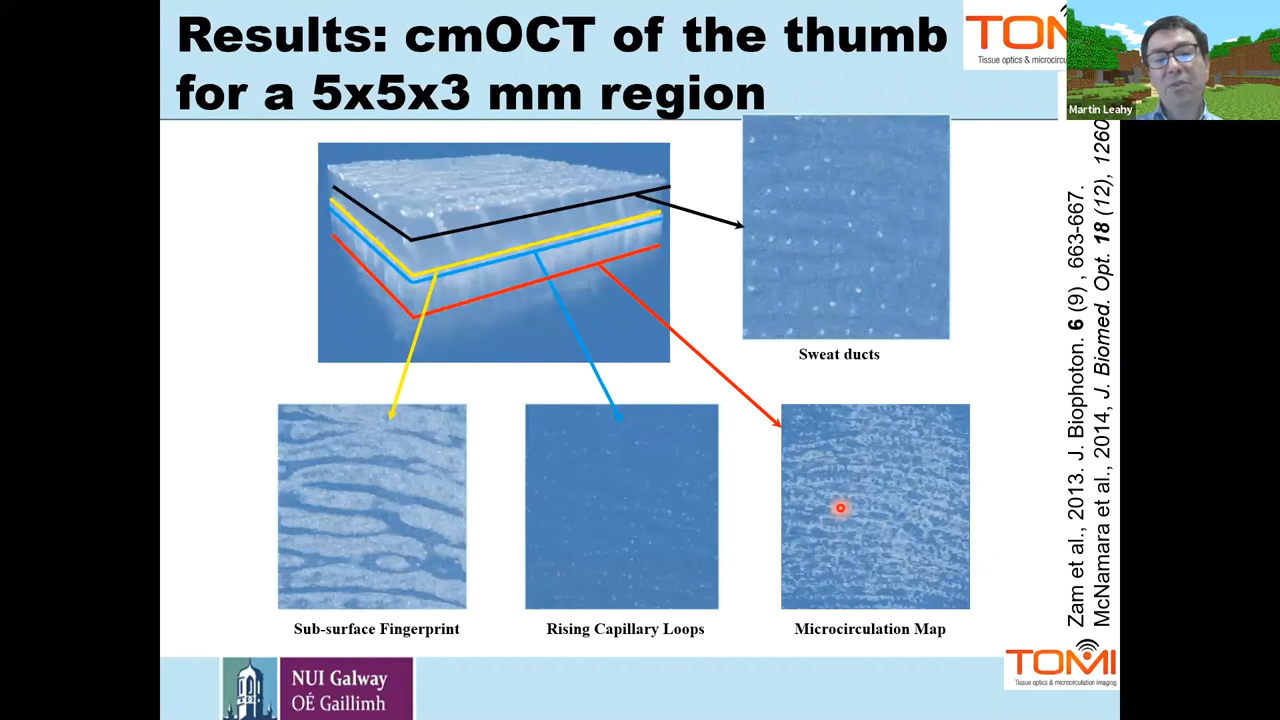 Results: cmOCT of the thumb
for a 5x5x3 mm region
TOMI
Tissue optics & microcircu
Martin Leahy
Sweat ducts
Sub-surface Fingerprint
Rising Capillary Loops
Microcirculation Map
Zam et al., 2013. J. Biophoton. 6 (9) , 663-667.
McNamara et al., 2014, J. Biomed. Opt. 18 (12), 1260
NUI Galway
OÉ Gaillimh
TOMI
Tissue optics & microcirculation imaging